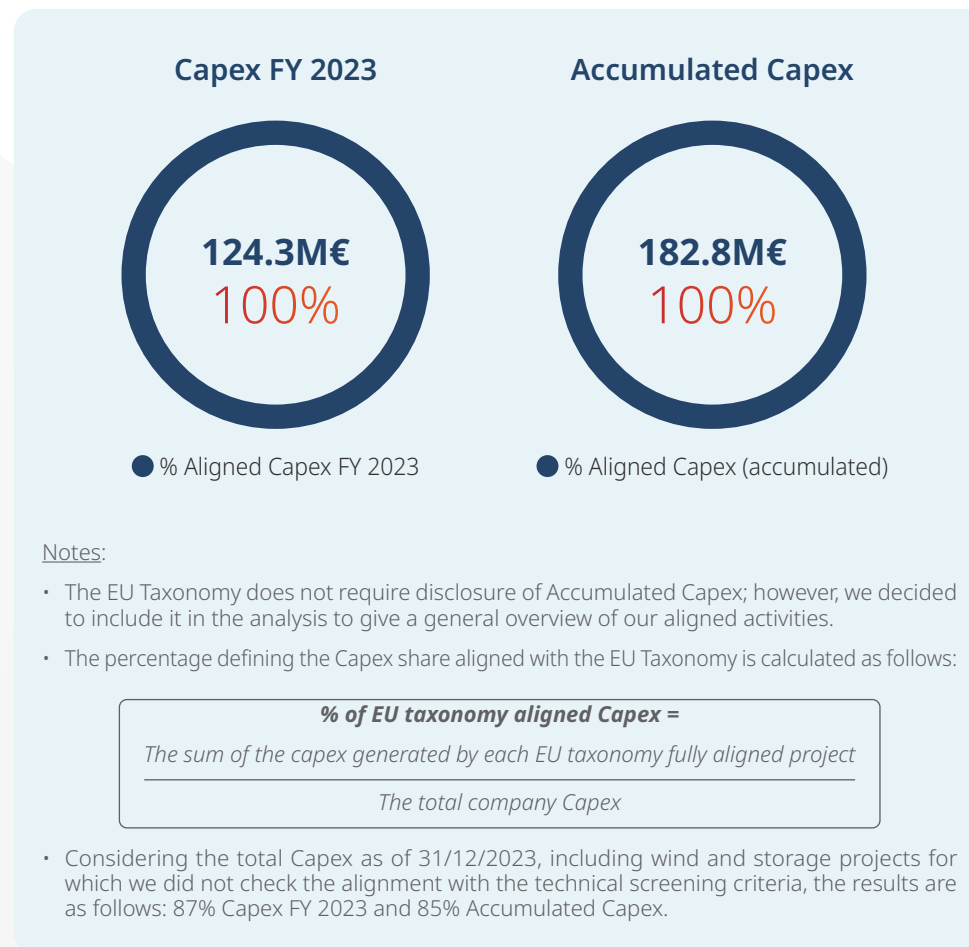 Capex FY 2023
Accumulated Capex
124.3M€
100%
182.8M€
100%
% Aligned Capex FY 2023
% Aligned Capex (accumulated)
Notes:
• The EU Taxonomy does not require disclosure of Accumulated Capex; however, we decided
to include it in the analysis to give a general overview of our aligned activities.
• The percentage defining the Capex share aligned with the EU Taxonomy is calculated as follows:
% of EU taxonomy aligned Capex =
The sum of the capex generated by each EU taxonomy fully aligned project
The total company Capex
• Considering the total Capex as of 31/12/2023, including wind and storage projects for
which we did not check the alignment with the technical screening criteria, the results are
as follows: 87% Capex FY 2023 and 85% Accumulated Capex.